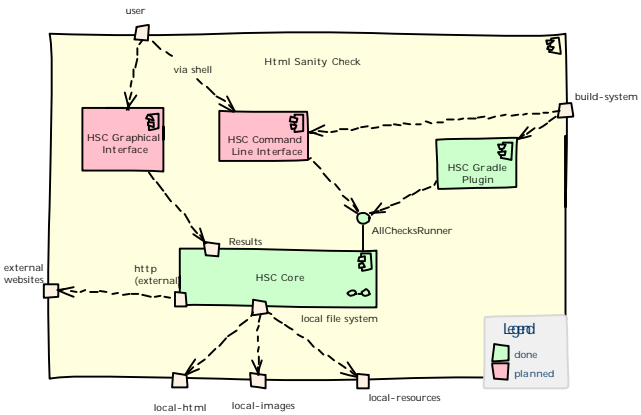 user
Html Sanity Check
via shell
build-system
HSC Graphical
Interface
HSC Command
Line Interface
HSC Gradle
Plugin
AllChecksRunner
Results
external
websites
http
(external)
HSC Core
local file system
Legend
done
planned
local-html
local-images
local-resources